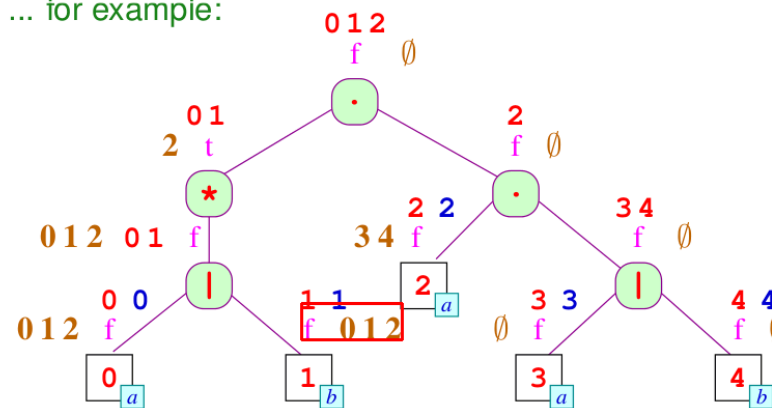 ... for example:
0 1 2
f ∅
.
0 1
2 t
2
f ∅
*
.
0 1 2 0 1 f
2 2
3 4 f
3 4
f ∅
|
2 a
|
0 0
0 1 2 f
1 1
f 0 1 2
3 3
∅ f
4 4
f
0 a
1 b
3 a
4 b